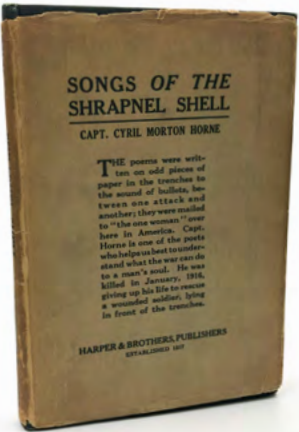 SONGS OF THE
SHRAPNEL SHELL
CAPT. CYRIL MORTON HORNE
THE poems were writ-
ten on odd pieces of
paper in the trenches to
the sound of bullets, be-
tween one attack and
another; they were mailed
to "the one woman" over
here in America. Capt.
Horne is one of the poets
who helps us best to under-
stand what the war can do
to a man's soul. He was
killed in January, 1916,
giving up his life to rescue
a wounded soldier, lying
in front of the trenches.
HARPER & BROTHERS, PUBLISHERS
ESTABLISHED 1817